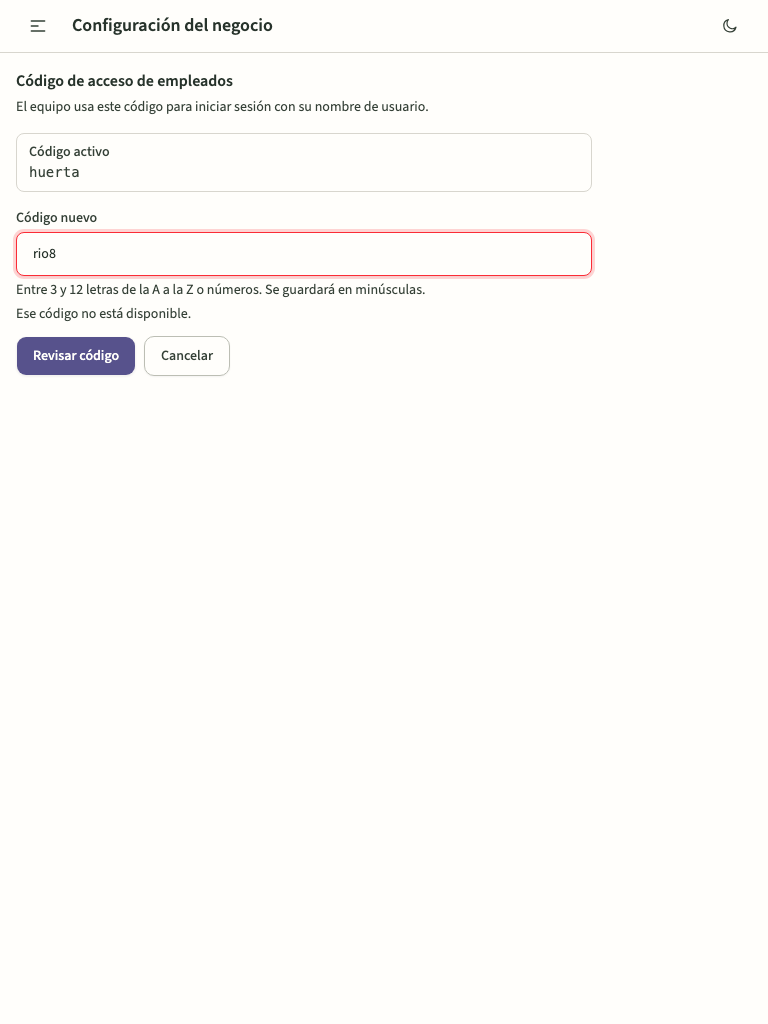 Configuración del negocio
Código de acceso de empleados
El equipo usa este código para iniciar sesión con su nombre de usuario.
Código activo
huerta
Código nuevo
rio8
Entre 3 y 12 letras de la A a la Z o números. Se guardará en minúsculas.
Ese código no está disponible.
Revisar código
Cancelar